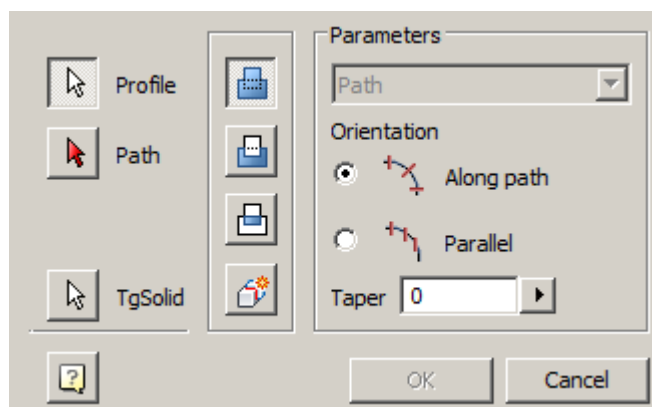 Parameters
Profile
Path
Path
Orientation
Along path
Parallel
TgSolid
Taper 0
?
OK
Cancel